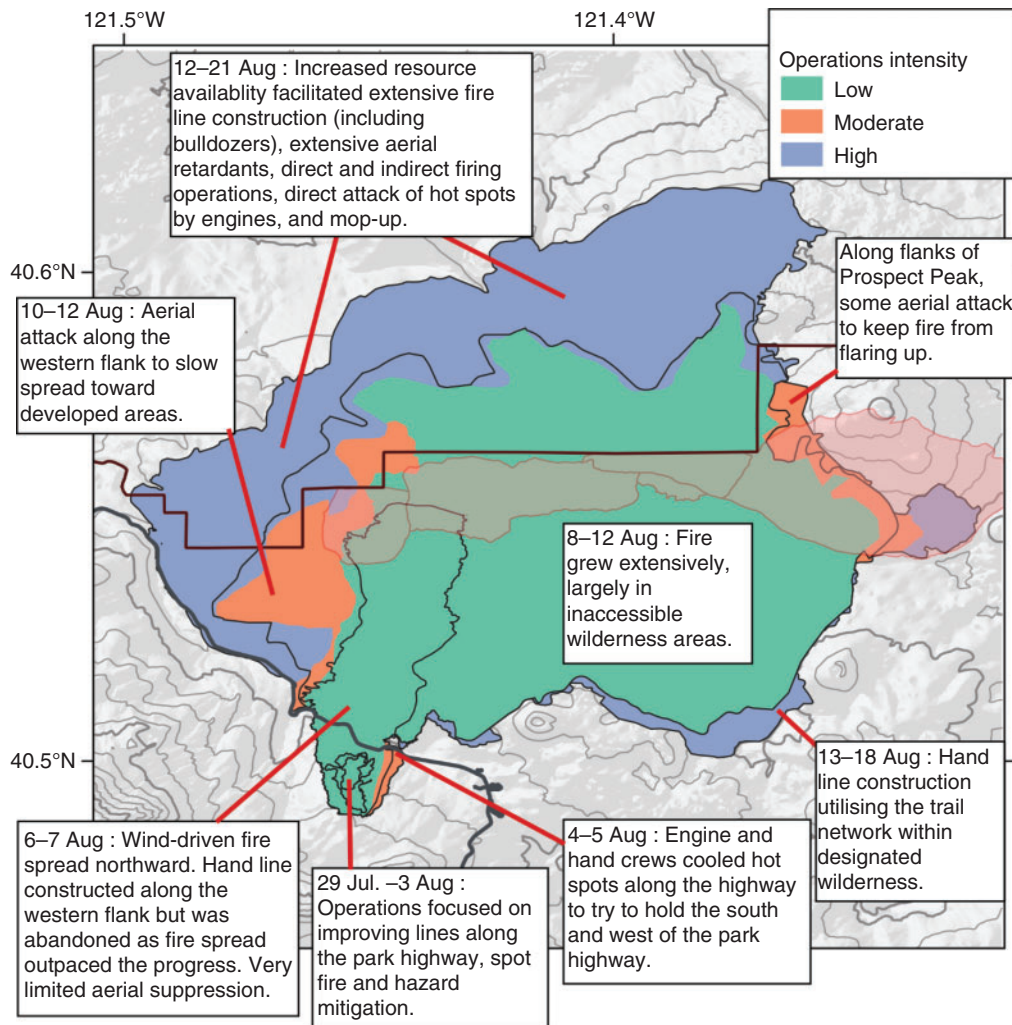 121.5°W
121.4°W
12–21 Aug : Increased resource
availablity facilitated extensive fire
line construction (including
bulldozers), extensive aerial
retardants, direct and indirect firing
operations, direct attack of hot spots
by engines, and mop-up.
Operations intensity
Low
Moderate
High
40.6°N
Along flanks of
Prospect Peak,
some aerial attack
to keep fire from
flaring up.
10–12 Aug : Aerial
attack along the
western flank to slow
spread toward
developed areas.
8–12 Aug : Fire
grew extensively,
largely in
inaccessible
wilderness areas.
40.5°N
13–18 Aug : Hand
line construction
utilising the trail
network within
designated
wilderness.
6–7 Aug : Wind-driven fire
spread northward. Hand line
constructed along the
western flank but was
abandoned as fire spread
outpaced the progress. Very
limited aerial suppression.
29 Jul. –3 Aug :
Operations focused on
improving lines along
the park highway, spot
fire and hazard
mitigation.
4–5 Aug : Engine and
hand crews cooled hot
spots along the highway
to try to hold the south
and west of the park
highway.